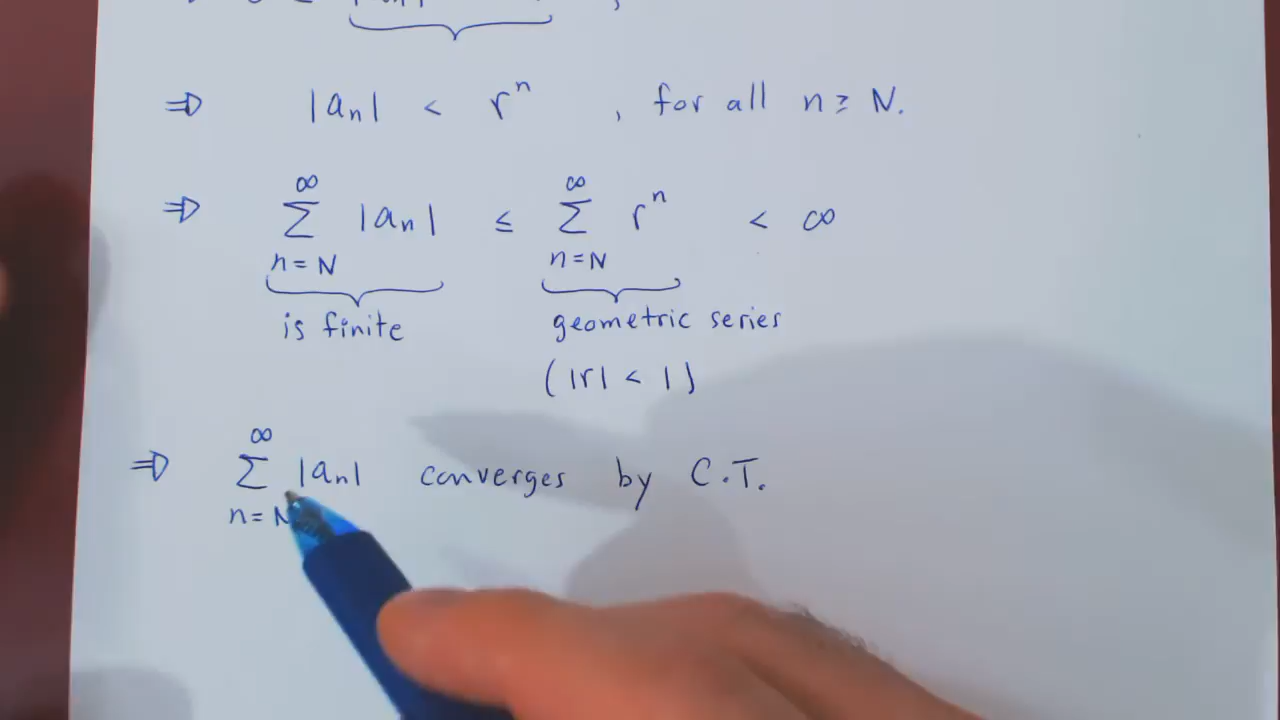 ⇒ |aₙ| < rⁿ , for all n ≥ N.
⇒ ∑_{n=N}^{∞} |aₙ| ≤ ∑_{n=N}^{∞} rⁿ < ∞
is finite geometric series
(|r| < 1)
⇒ ∑_{n=N}^{∞} |aₙ| converges by C.T.